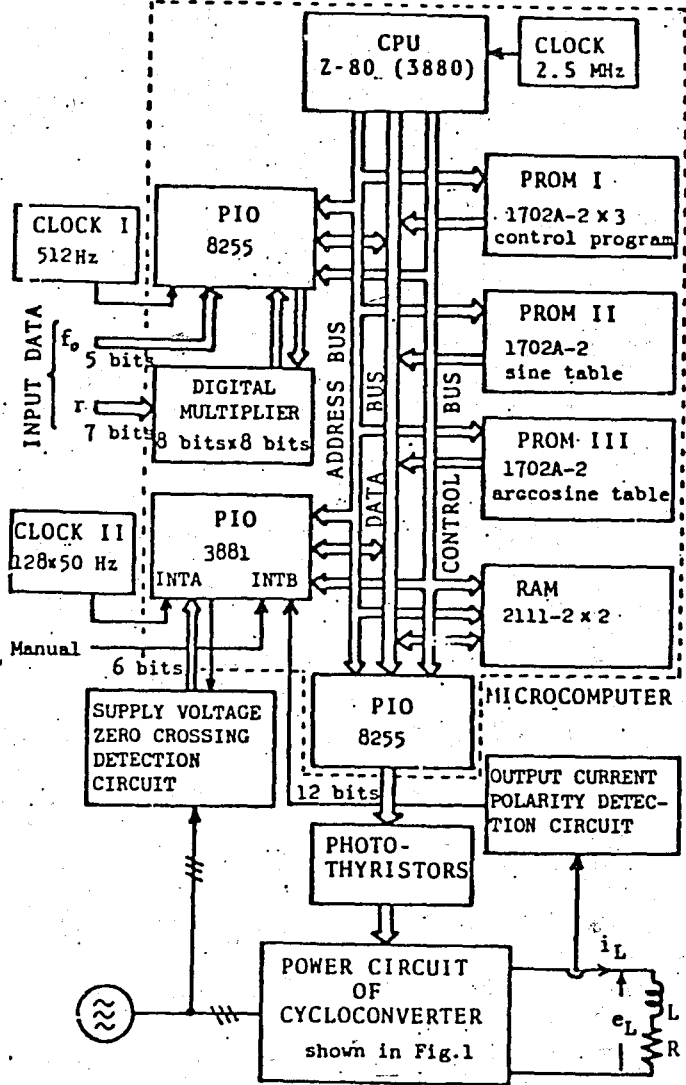 CPU
Z-80 (3880)
CLOCK
2.5 MHz
PROM I
1702A-2 × 3
control program
PIO
8255
CLOCK I
512Hz
INPUT DATA
f₀
5 bits
r
7 bits
DIGITAL
MULTIPLIER
8 bitsx8 bits
ADDRESS BUS
DATA BUS
CONTROL BUS
PROM II
1702A-2
sine table
PROM III
1702A-2
arccosine table
PIO
3881
INTA INTB
CLOCK II
128x50 Hz
Manual
6 bits
RAM
2111-2 × 2
MICROCOMPUTER
PIO
8255
SUPPLY VOLTAGE
ZERO CROSSING
DETECTION
CIRCUIT
12 bits
OUTPUT CURRENT
POLARITY DETEC-
TION CIRCUIT
PHOTO-
THYRISTORS
POWER CIRCUIT
OF
CYCLOCONVERTER
shown in Fig.1
i_L
e_L
L
R